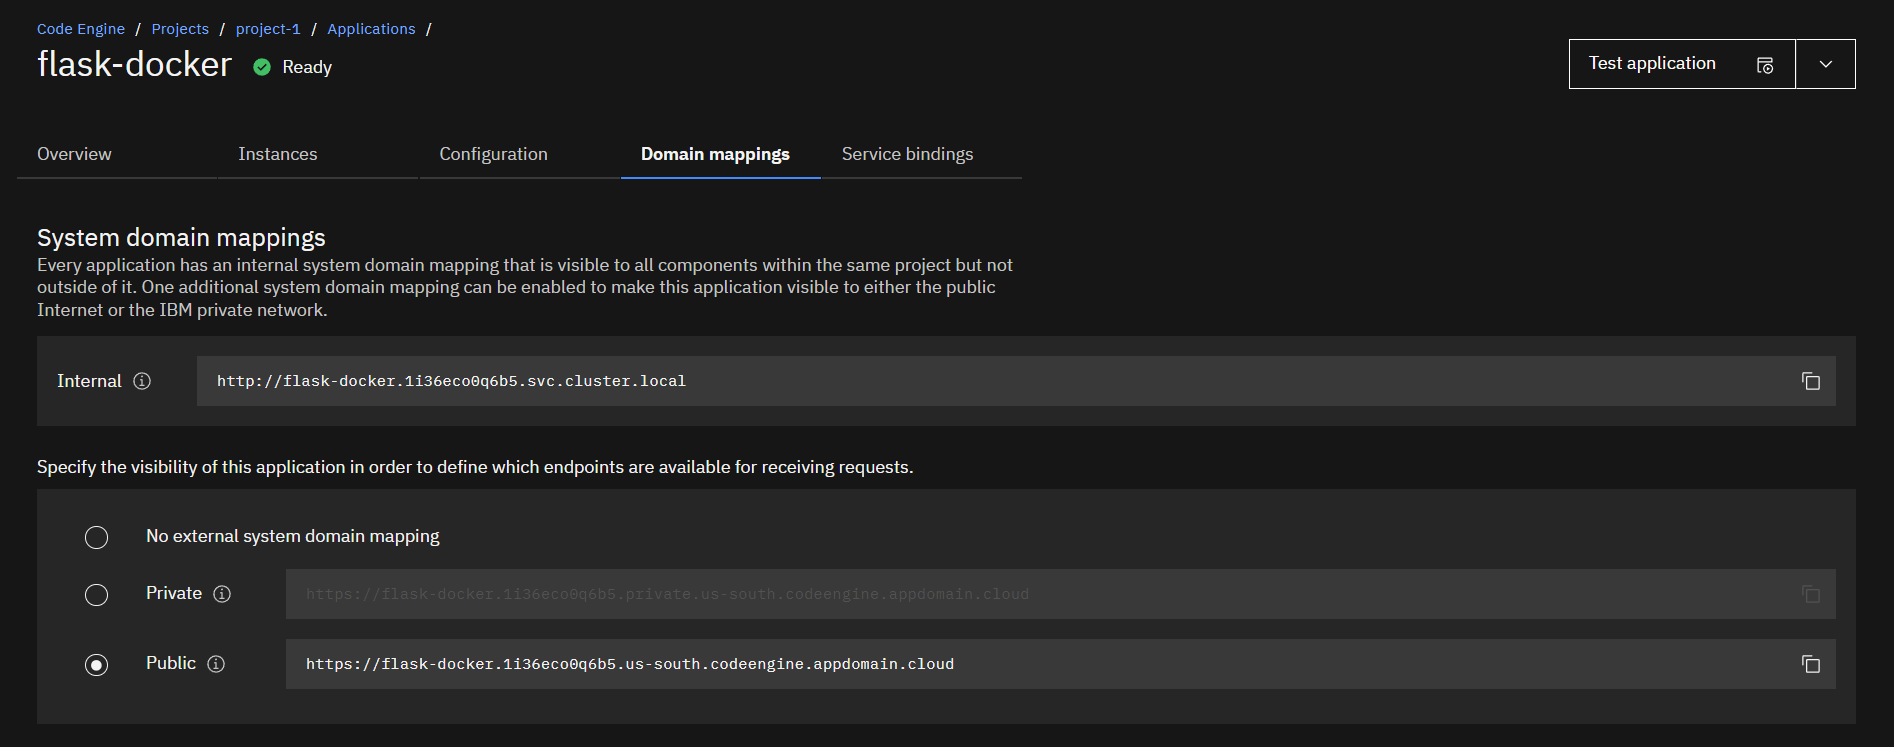 Code Engine / Projects / project-1 / Applications /
flask-docker Ready
Test application
Overview Instances Configuration Domain mappings Service bindings
System domain mappings
Every application has an internal system domain mapping that is visible to all components within the same project but not
outside of it. One additional system domain mapping can be enabled to make this application visible to either the public
Internet or the IBM private network.
Internal http://flask-docker.1i36eco0q6b5.svc.cluster.local
Specify the visibility of this application in order to define which endpoints are available for receiving requests.
No external system domain mapping
Private https://flask-docker.1i36eco0q6b5.private.us-south.codeengine.appdomain.cloud
Public https://flask-docker.1i36eco0q6b5.us-south.codeengine.appdomain.cloud